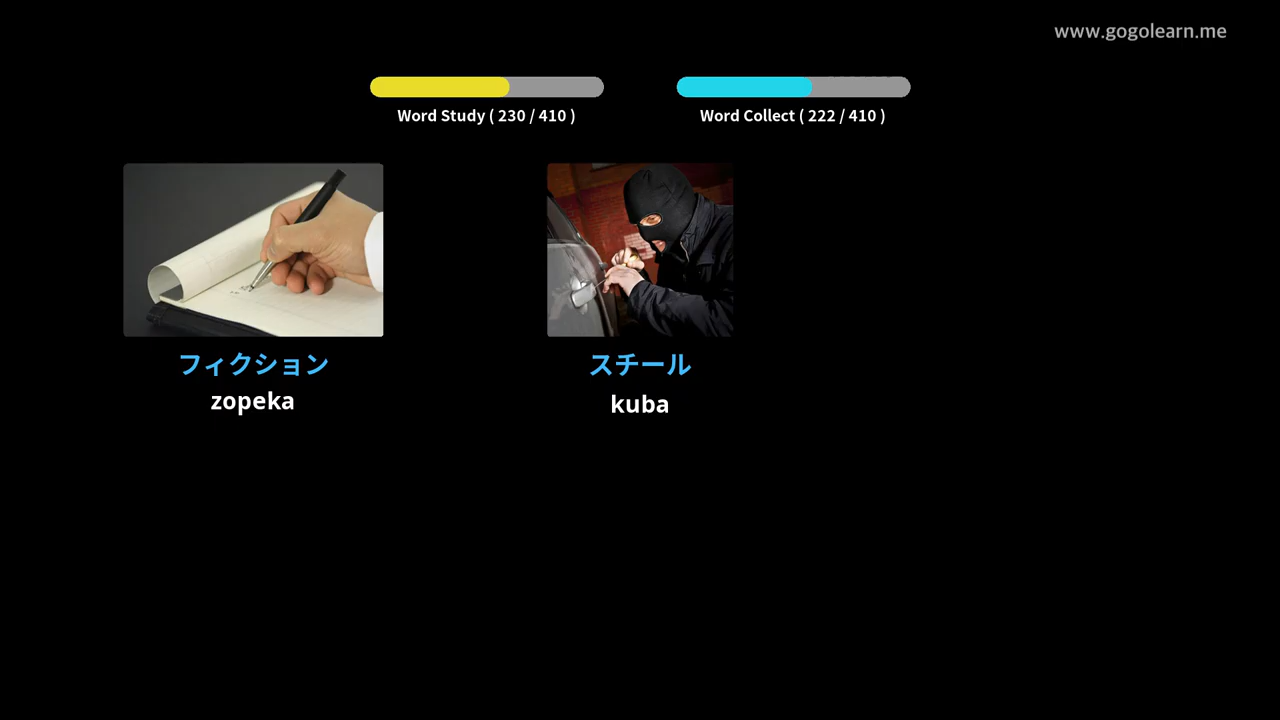 www.gogolearn.me
Word Study ( 230 / 410 )
Word Collect ( 222 / 410 )
フィクション
zopeka
スチール
kuba